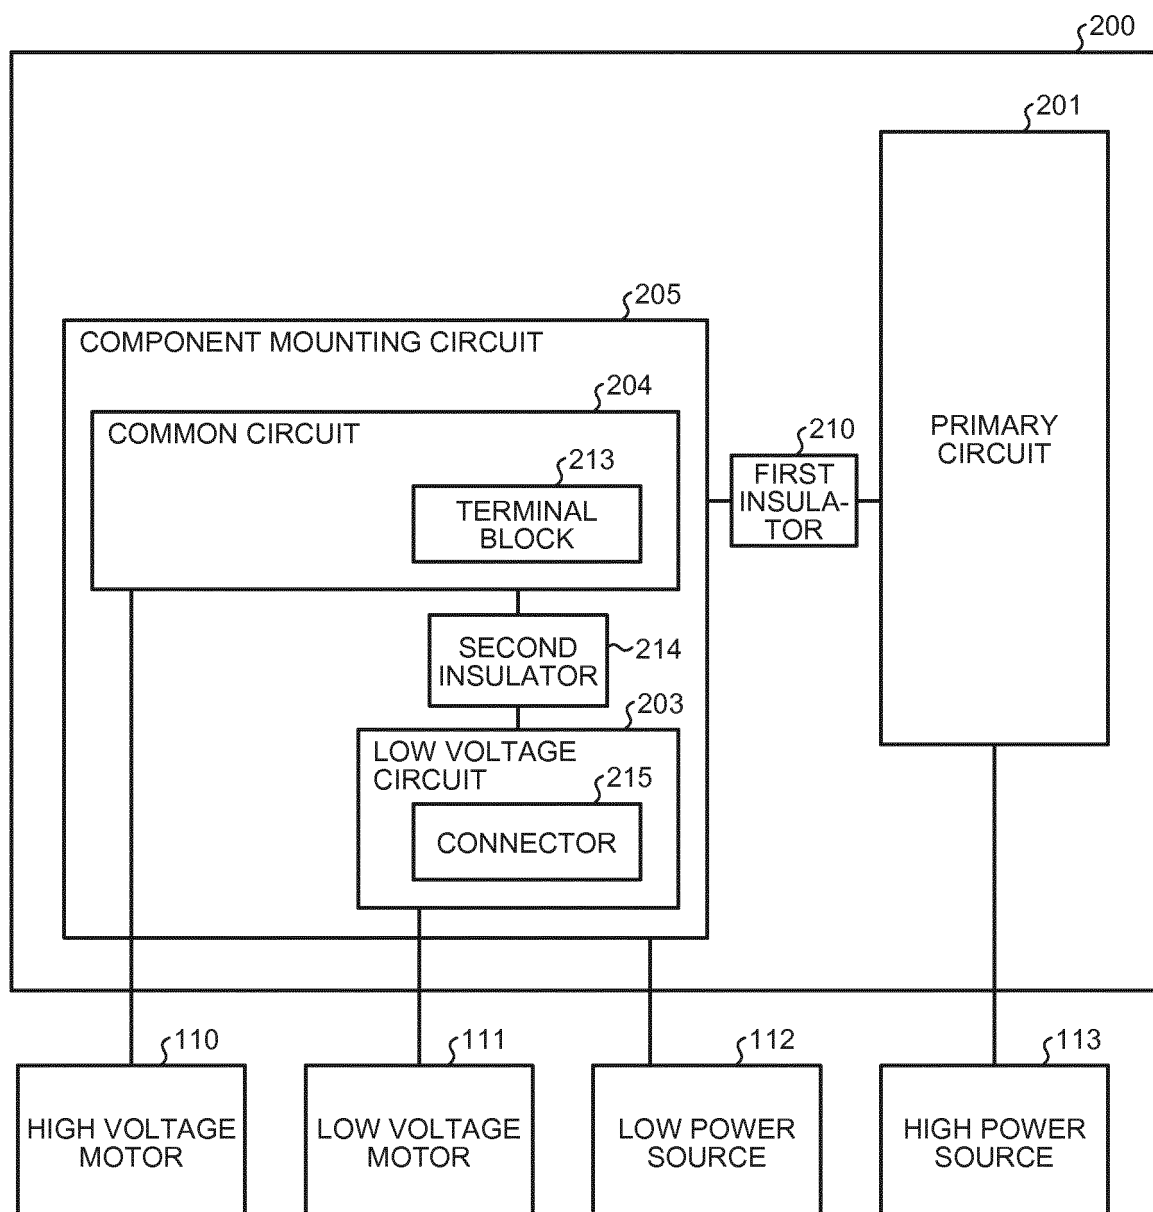 200
201
205
COMPONENT MOUNTING CIRCUIT
204
COMMON CIRCUIT
213
TERMINAL
BLOCK
210
FIRST
INSULA-
TOR
PRIMARY
CIRCUIT
SECOND
INSULATOR
214
203
LOW VOLTAGE
CIRCUIT
215
CONNECTOR
110
111
112
113
HIGH VOLTAGE
MOTOR
LOW VOLTAGE
MOTOR
LOW POWER
SOURCE
HIGH POWER
SOURCE